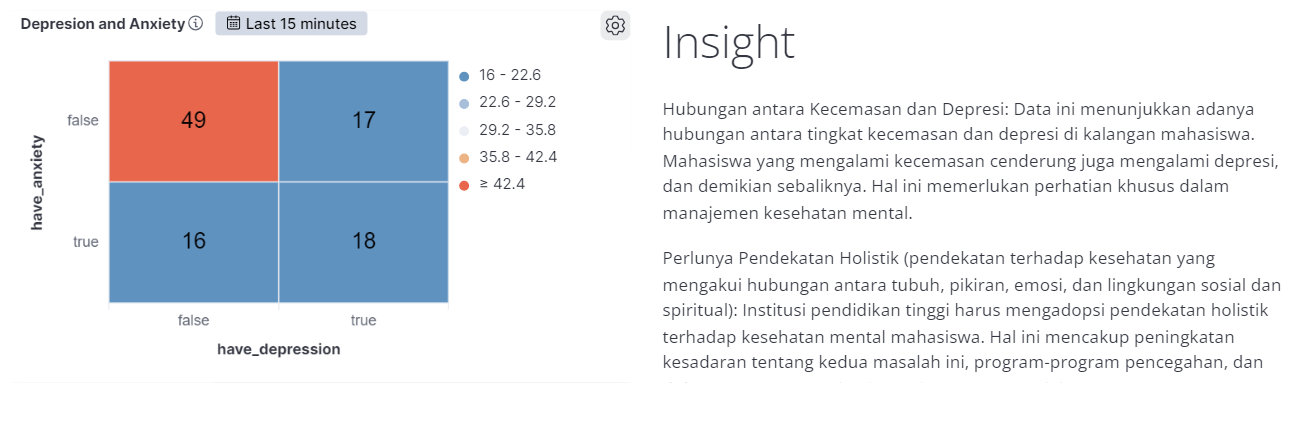 Depresion and Anxiety
Last 15 minutes
have_anxiety
false
true
49
17
16
18
false
true
have_depression
16 - 22.6
22.6 - 29.2
29.2 - 35.8
35.8 - 42.4
≥ 42.4
Insight
Hubungan antara Kecemasan dan Depresi: Data ini menunjukkan adanya
hubungan antara tingkat kecemasan dan depresi di kalangan mahasiswa.
Mahasiswa yang mengalami kecemasan cenderung juga mengalami depresi,
dan demikian sebaliknya. Hal ini memerlukan perhatian khusus dalam
manajemen kesehatan mental.
Perlunya Pendekatan Holistik (pendekatan terhadap kesehatan yang
mengakui hubungan antara tubuh, pikiran, emosi, dan lingkungan sosial dan
spiritual): Institusi pendidikan tinggi harus mengadopsi pendekatan holistik
terhadap kesehatan mental mahasiswa. Hal ini mencakup peningkatan
kesadaran tentang kedua masalah ini, program-program pencegahan, dan